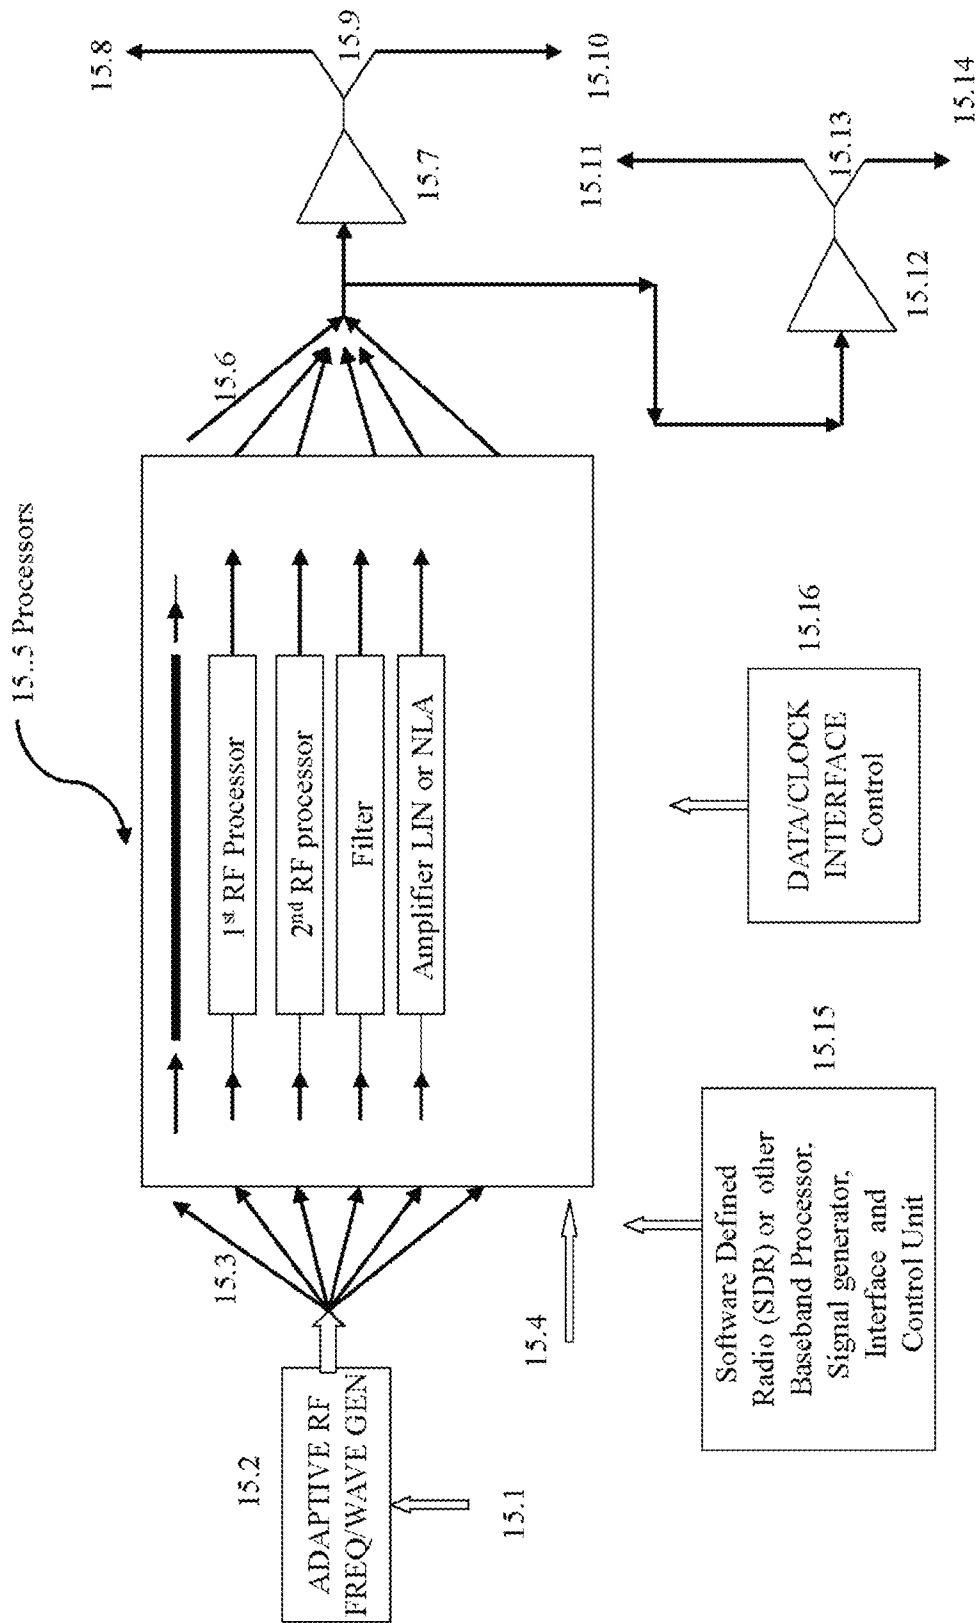 15..5 Processors
15.8
15.9
15.10
15.7
15.6
15.11
15.13
15.14
15.12
1st RF Processor
2nd RF processor
Filter
Amplifier LIN or NLA
15.3
15.4
15.2
ADAPTIVE RF
FREQ/WAVE GEN
15.1
15.15
Software Defined
Radio (SDR) or other
Baseband Processor,
Signal generator,
Interface and
Control Unit
15.16
DATA/CLOCK
INTERFACE
Control